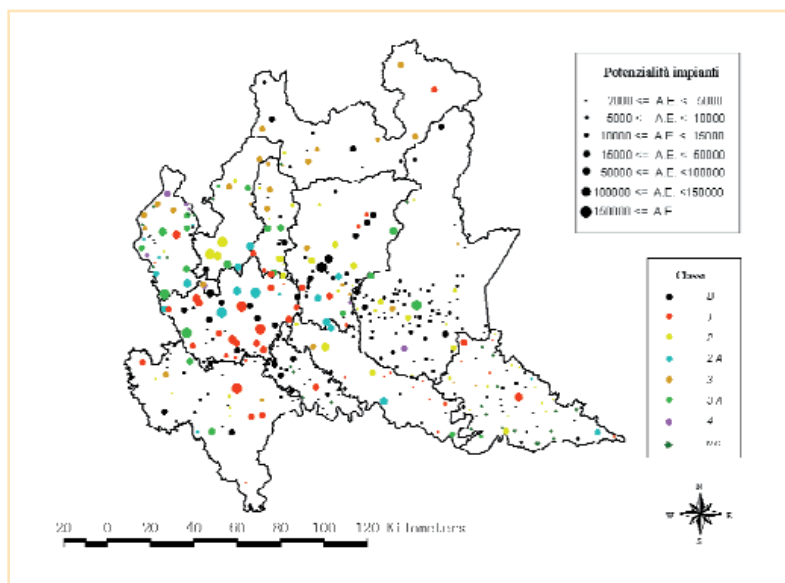 Potenzialità impianti
2000 <= A.E. < 5000
5000 < A.E. < 10000
10000 <= A.E. < 15000
15000 <= A.E. < 50000
50000 <= A.E. <100000
100000 <= A.E. <150000
150000 <= A.E.
Classe
0
1
2
2 A
3
3 A
4
20 0 20 40 60 80 100 120 Kilometers
N
W E
S